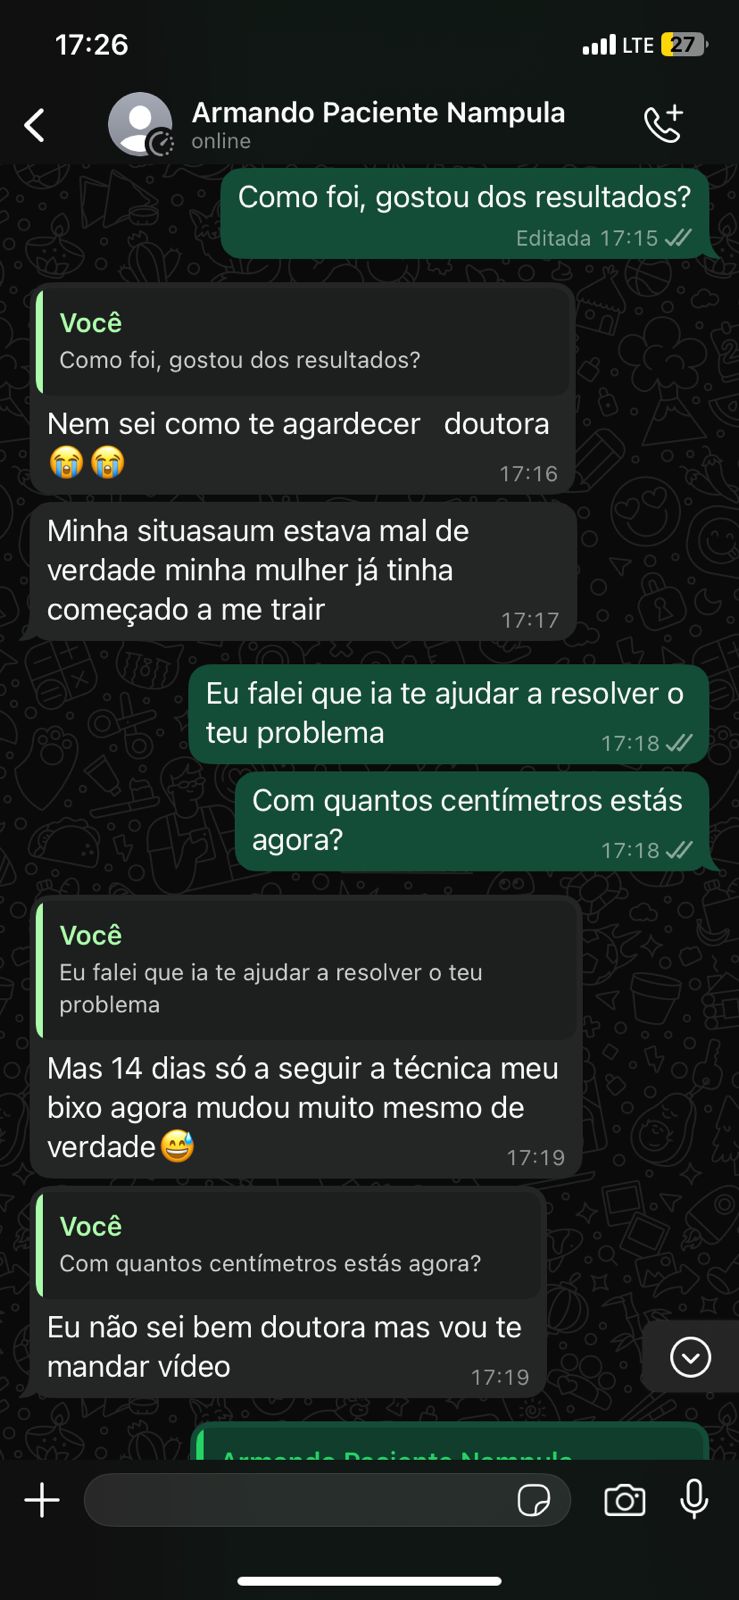 17:26
LTE 27
Armando Paciente Nampula
online
Como foi, gostou dos resultados?
Editada 17:15
Você
Como foi, gostou dos resultados?
Nem sei como te agardecer doutora
😭😭
17:16
Minha situasaum estava mal de
verdade minha mulher já tinha
começado a me trair
17:17
Eu falei que ia te ajudar a resolver o
teu problema
17:18
Com quantos centímetros estás
agora?
17:18
Você
Eu falei que ia te ajudar a resolver o teu
problema
Mas 14 dias só a seguir a técnica meu
bixo agora mudou muito mesmo de
verdade😅
17:19
Você
Com quantos centímetros estás agora?
Eu não sei bem doutora mas vou te
mandar vídeo
17:19
Armando Paciente Nampula